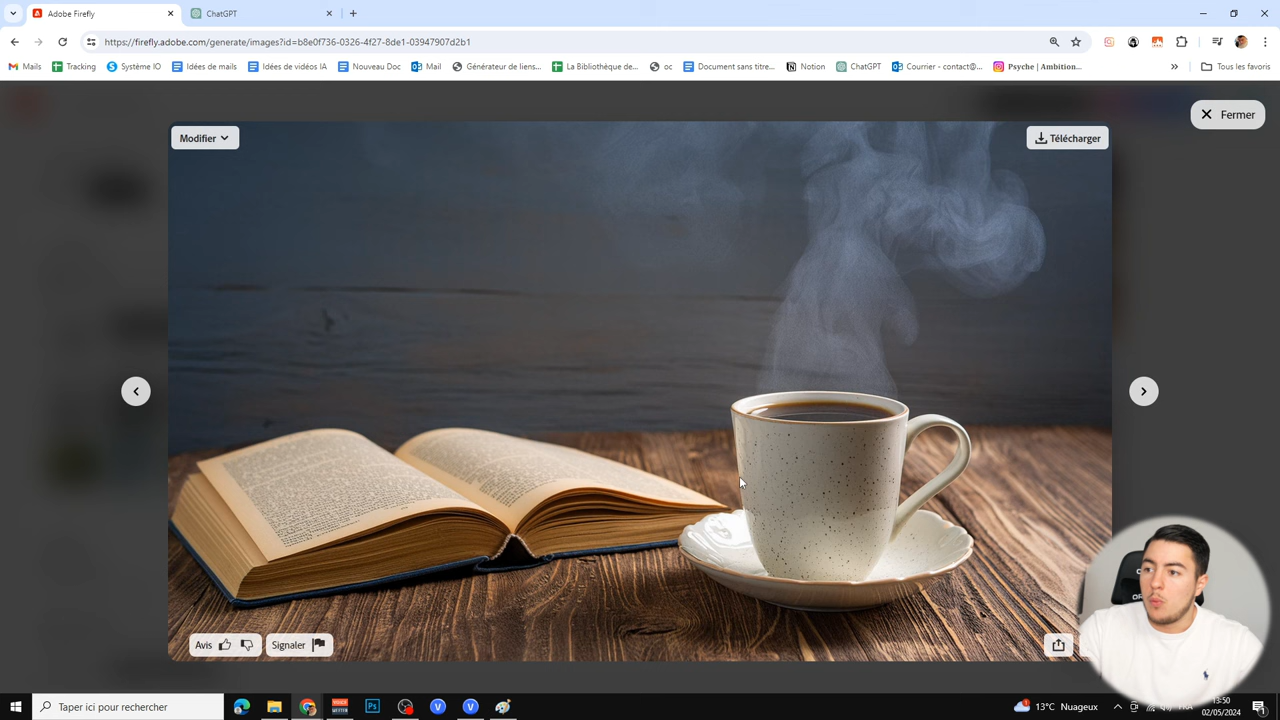 Adobe Firefly
ChatGPT
https://firefly.adobe.com/generate/images?id=b8e0f736-0326-4f27-8de1-03947907d2b1
Mails
Tracking
Système IO
Idées de mails
Idées de vidéos IA
Nouveau Doc
Mail
Générateur de liens...
La Bibliothèque de...
oc
Document sans titre...
Notion
ChatGPT
Courrier - contact@...
Psyche | Ambition...
Tous les favoris
Fermer
Modifier
Télécharger
Avis
Signaler
Taper ici pour rechercher
13°C Nuageux
FRA
13:50
02/05/2024